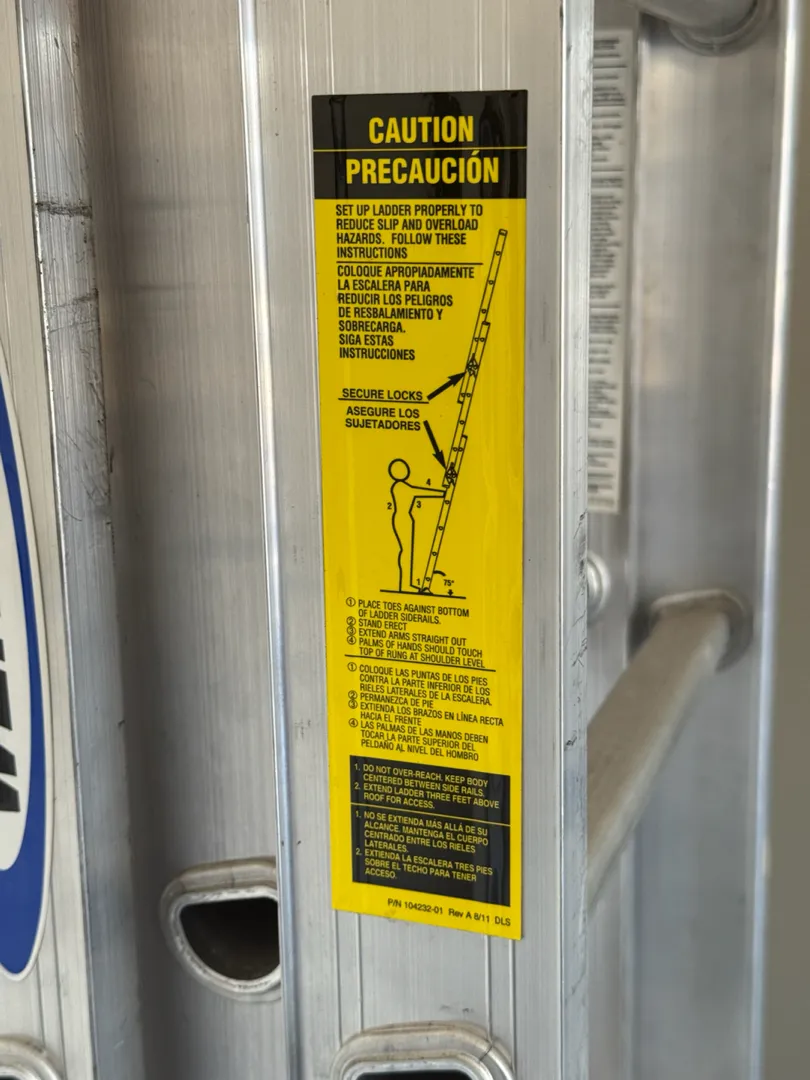 CAUTION
PRECAUCIÓN
SET UP LADDER PROPERLY TO
REDUCE SLIP AND OVERLOAD
HAZARDS. FOLLOW THESE
INSTRUCTIONS
COLOQUE APROPIADAMENTE
LA ESCALERA PARA
REDUCIR LOS PELIGROS
DE RESBALAMIENTO Y
SOBRECARGA.
SIGA ESTAS
INSTRUCCIONES
SECURE LOCKS
ASEGURE LOS
SUJETADORES
4
2
3
1
75°
① PLACE TOES AGAINST BOTTOM
OF LADDER SIDERAILS.
② STAND ERECT
③ EXTEND ARMS STRAIGHT OUT
④ PALMS OF HANDS SHOULD TOUCH
TOP OF RUNG AT SHOULDER LEVEL
① COLOQUE LAS PUNTAS DE LOS PIES
CONTRA LA PARTE INFERIOR DE LOS
RIELES LATERALES DE LA ESCALERA.
② PERMANEZCA DE PIE
③ EXTIENDA LOS BRAZOS EN LÍNEA RECTA
HACIA EL FRENTE
④ LAS PALMAS DE LAS MANOS DEBEN
TOCAR LA PARTE SUPERIOR DEL
PELDAÑO AL NIVEL DEL HOMBRO
1. DO NOT OVER-REACH. KEEP BODY
CENTERED BETWEEN SIDE RAILS.
2. EXTEND LADDER THREE FEET ABOVE
ROOF FOR ACCESS.
1. NO SE EXTIENDA MÁS ALLÁ DE SU
ALCANCE. MANTENGA EL CUERPO
CENTRADO ENTRE LOS RIELES
LATERALES.
2. EXTIENDA LA ESCALERA TRES PIES
SOBRE EL TECHO PARA TENER
ACCESO.
P/N 104232-01 Rev A 8/11 DLS